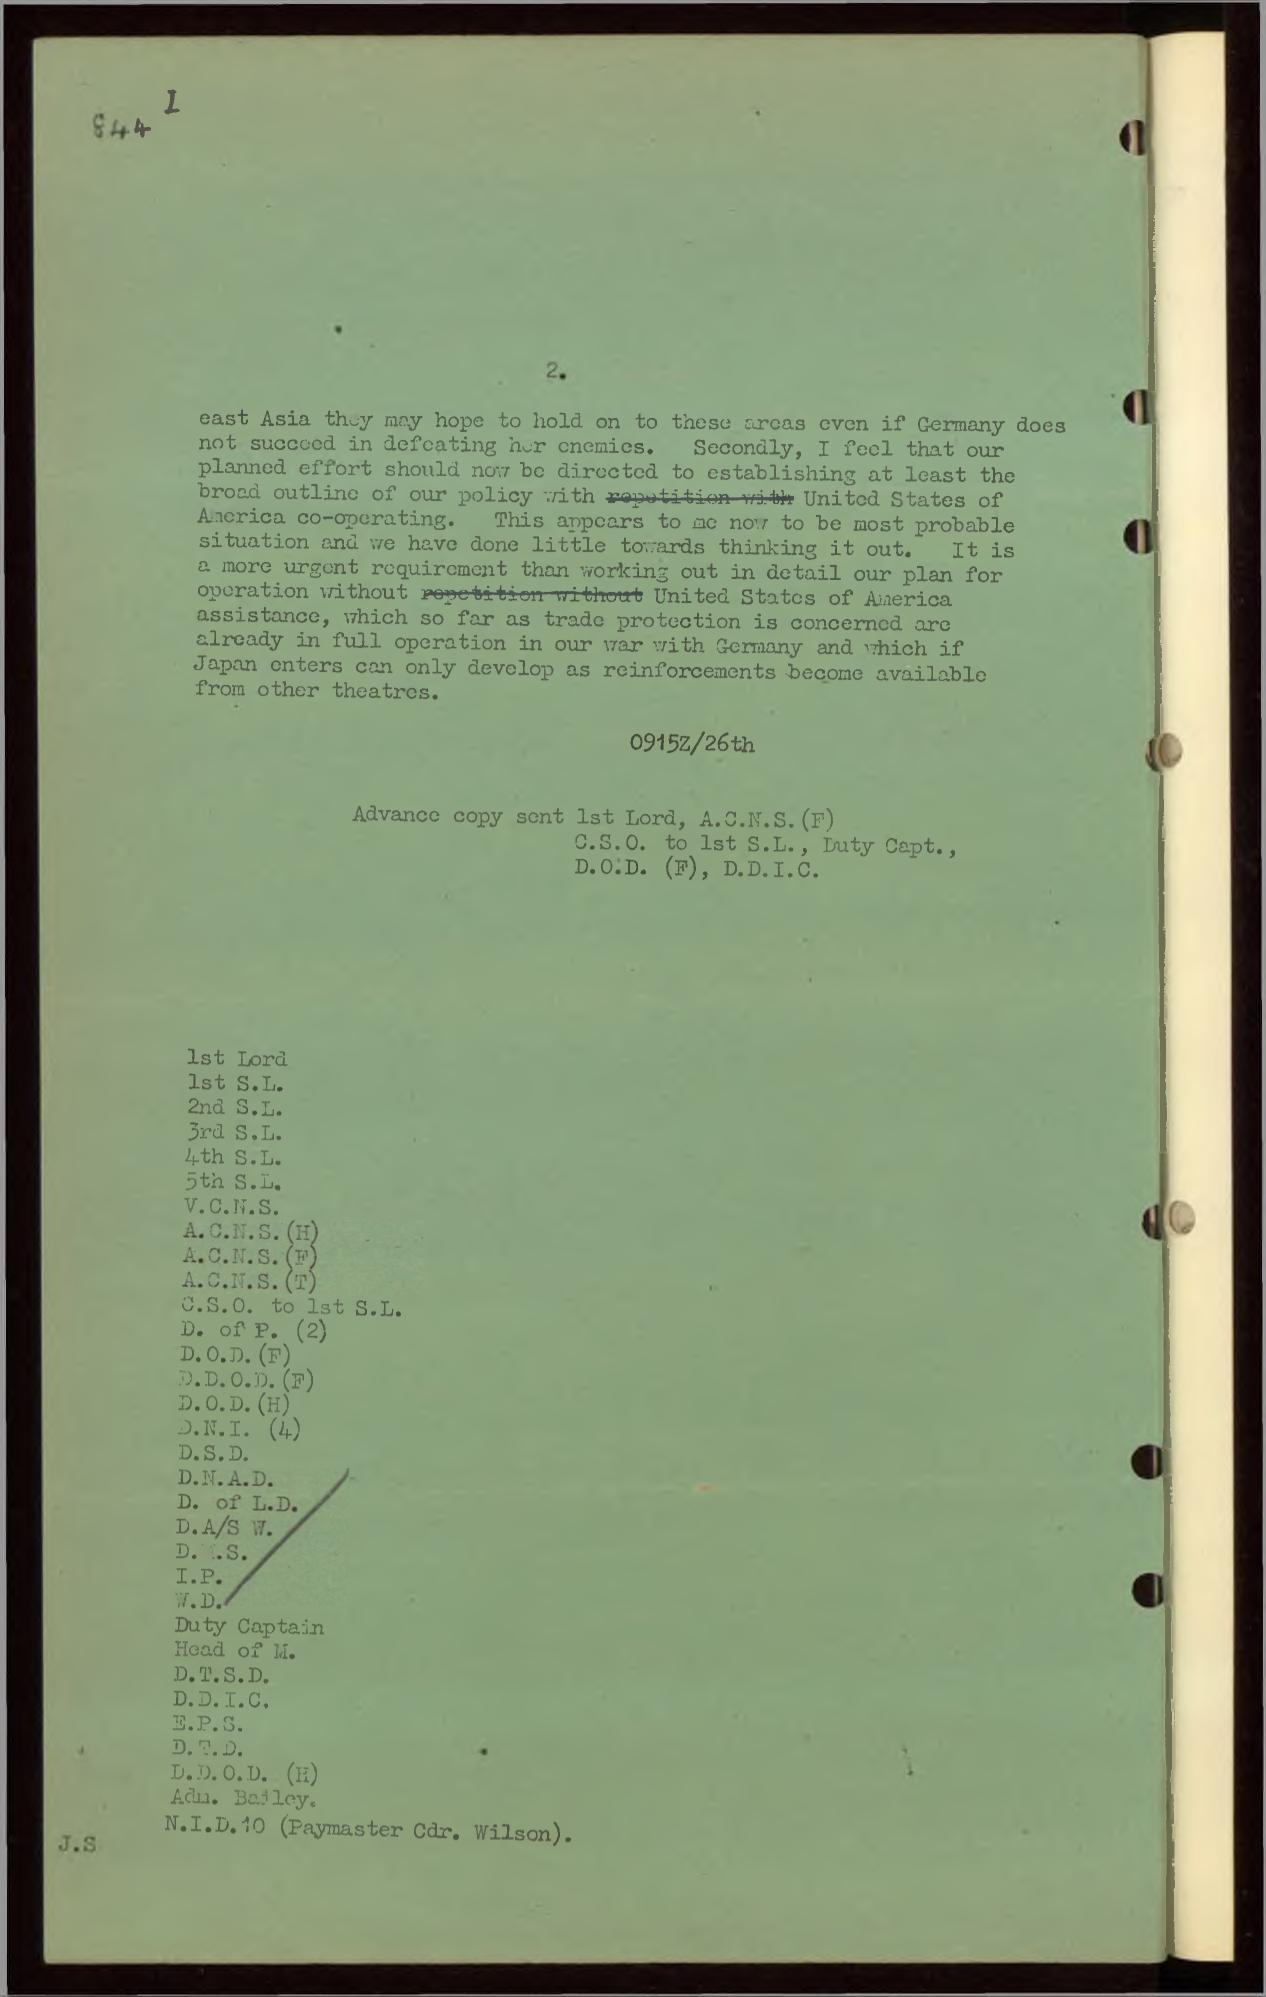 I
844
2.
east Asia they may hope to hold on to these areas even if Germany does
not succeed in defeating her enemies. Secondly, I feel that our
planned effort should now be directed to establishing at least the
broad outline of our policy with repetition with United States of
America co-operating. This appears to me now to be most probable
situation and we have done little towards thinking it out. It is
a more urgent requirement than working out in detail our plan for
operation without repetition without United States of America
assistance, which so far as trade protection is concerned are
already in full operation in our war with Germany and which if
Japan enters can only develop as reinforcements become available
from other theatres.
0915Z/26th
Advance copy sent 1st Lord, A.C.N.S.(F)
C.S.O. to 1st S.L., Duty Capt.,
D.O.D. (F), D.D.I.C.
1st Lord
1st S.L.
2nd S.L.
3rd S.L.
4th S.L.
5th S.L.
V.C.N.S.
A.C.N.S.(H)
A.C.N.S.(F)
A.C.N.S.(T)
C.S.O. to 1st S.L.
D. of P. (2)
D.O.D.(F)
D.D.O.D.(F)
D.O.D.(H)
D.N.I. (4)
D.S.D.
D.N.A.D.
D. of L.D.
D.A/S W.
D. .S.
I.P.
W.D.
Duty Captain
Head of M.
D.T.S.D.
D.D.I.C.
E.P.S.
D.T.D.
D.D.O.D. (H)
Adm. Bailey.
N.I.D.10 (Paymaster Cdr. Wilson).
J.S